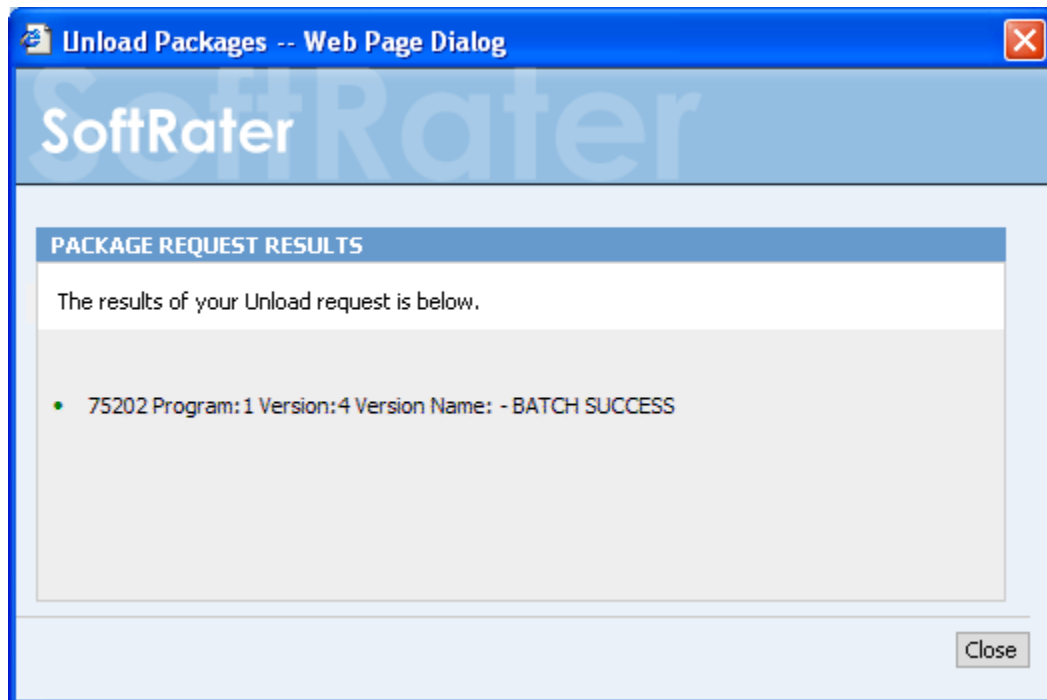 Unload Packages -- Web Page Dialog
SoftRater
SoftRater
PACKAGE REQUEST RESULTS
The results of your Unload request is below.
• 75202 Program:1 Version:4 Version Name: - BATCH SUCCESS
Close